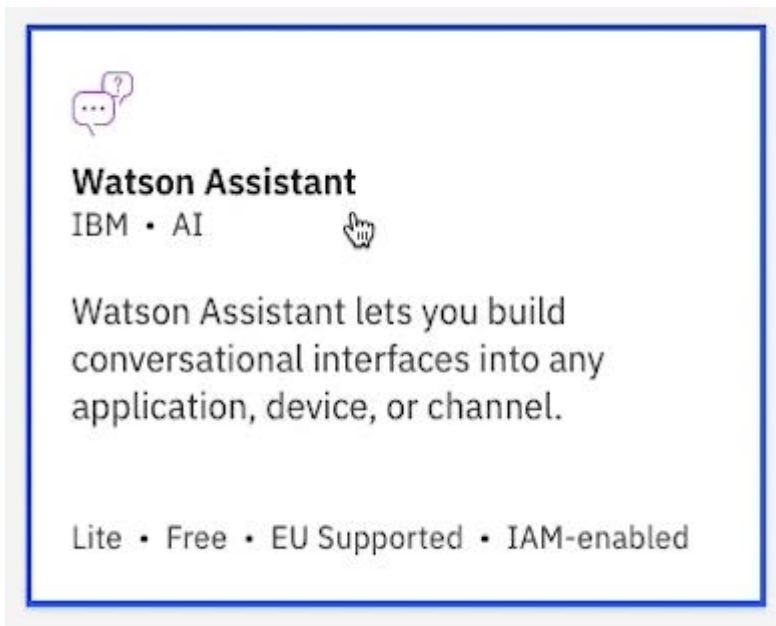 ?
Watson Assistant
IBM • AI
Watson Assistant lets you build
conversational interfaces into any
application, device, or channel.
Lite • Free • EU Supported • IAM-enabled